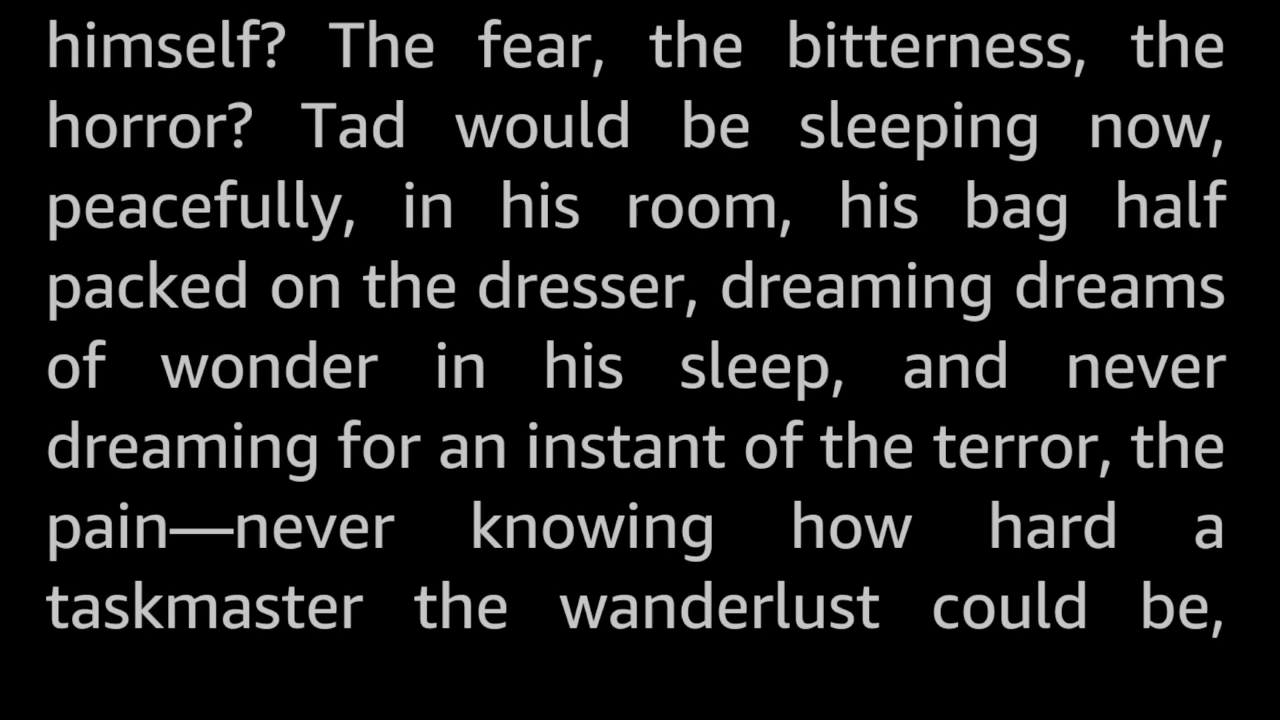 himself? The fear, the bitterness, the
horror? Tad would be sleeping now,
peacefully, in his room, his bag half
packed on the dresser, dreaming dreams
of wonder in his sleep, and never
dreaming for an instant of the terror, the
pain—never knowing how hard a
taskmaster the wanderlust could be,